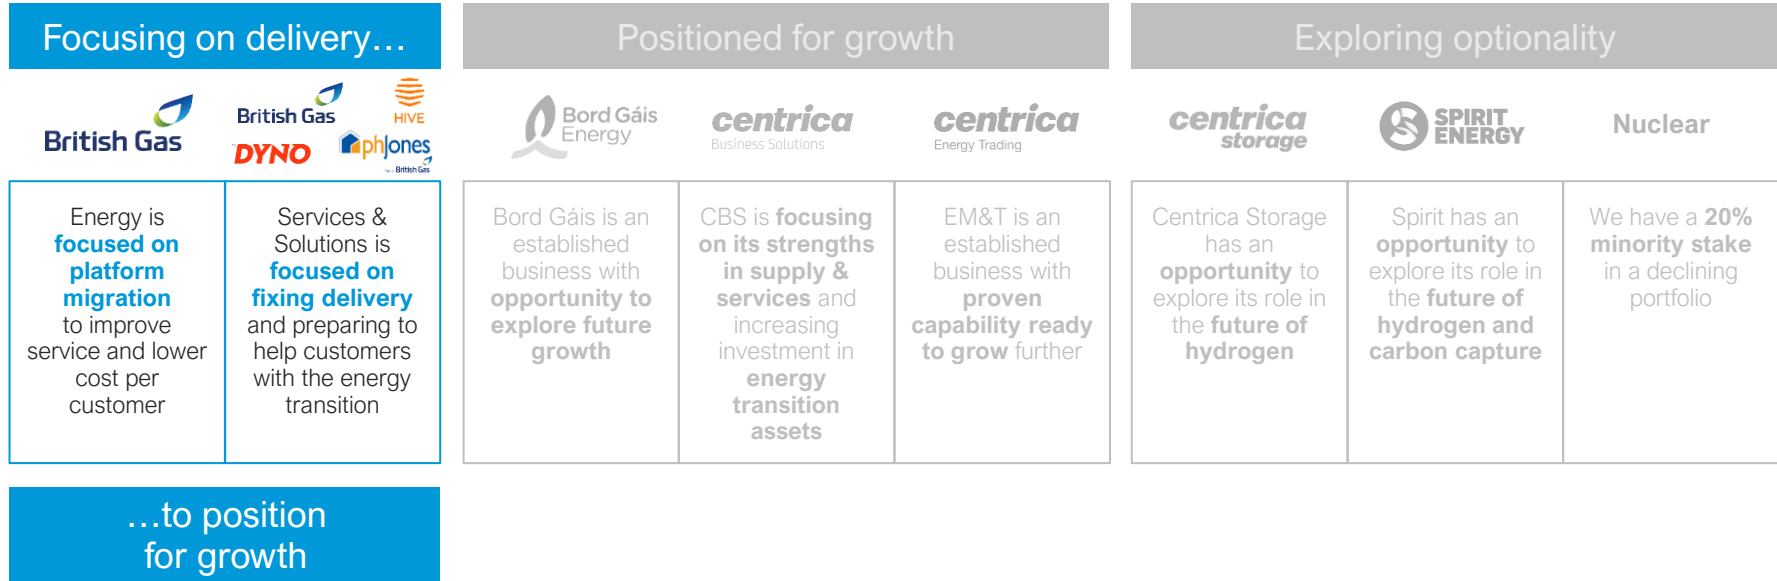 Focusing on delivery…
British Gas
British Gas
HIVE
DYNO
phJones
British Gas
Energy is
focused on
platform
migration
to improve
service and lower
cost per
customer
Services &
Solutions is
focused on
fixing delivery
and preparing to
help customers
with the energy
transition
…to position
for growth
Positioned for growth
Bord Gáis
Energy
centrica
Business Solutions
centrica
Energy Trading
Bord Gáis is an
established
business with
opportunity to
explore future
growth
CBS is focusing
on its strengths
in supply &
services and
increasing
investment in
energy
transition
assets
EM&T is an
established
business with
proven
capability ready
to grow further
Exploring optionality
centrica
storage
SPIRIT
ENERGY
Nuclear
Centrica Storage
has an
opportunity to
explore its role in
the future of
hydrogen
Spirit has an
opportunity to
explore its role in
the future of
hydrogen and
carbon capture
We have a 20%
minority stake
in a declining
portfolio